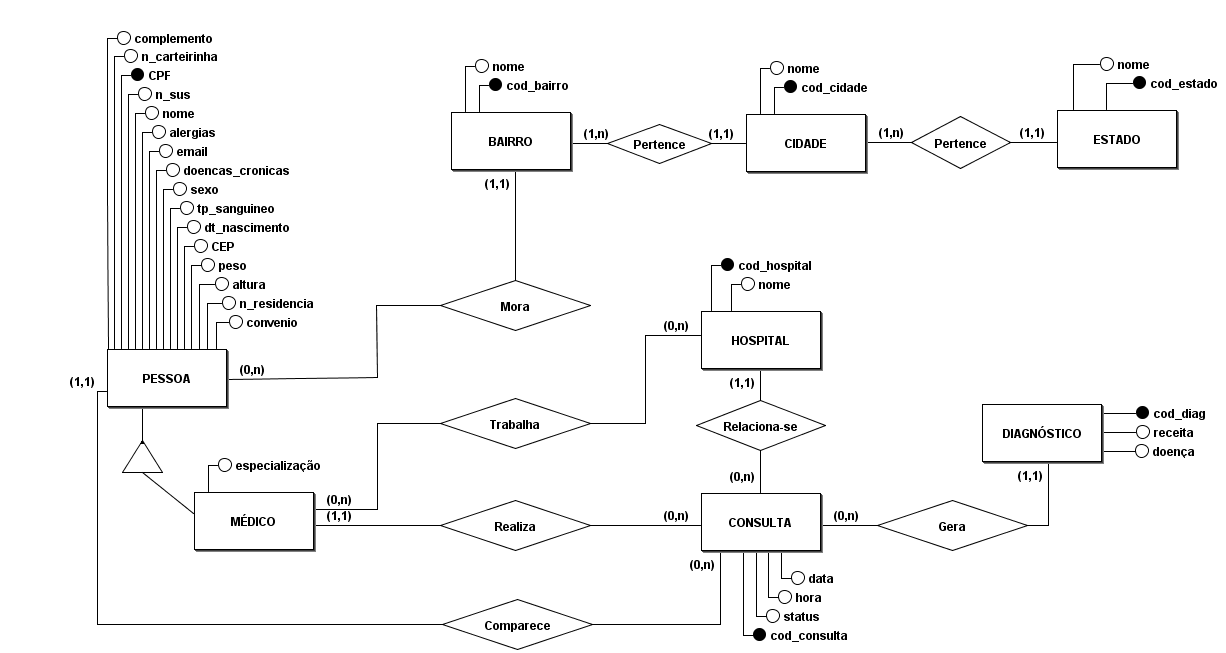 complemento
n_carteirinha
CPF
n_sus
nome
alergias
email
doencas_cronicas
sexo
tp_sanguineo
dt_nascimento
CEP
peso
altura
n_residencia
convenio
PESSOA
(0,n)
(1,1)
nome
cod_bairro
BAIRRO
(1,n)
Pertence
(1,1)
nome
cod_cidade
CIDADE
(1,n)
Pertence
(1,1)
nome
cod_estado
ESTADO
(1,1)
Mora
cod_hospital
nome
(0,n)
HOSPITAL
(1,1)
Trabalha
Relaciona-se
(0,n)
especialização
MÉDICO
(0,n)
(1,1)
Realiza
(0,n)
CONSULTA
(0,n)
Gera
(1,1)
DIAGNÓSTICO
cod_diag
receita
doença
(0,n)
data
hora
status
cod_consulta
Comparece